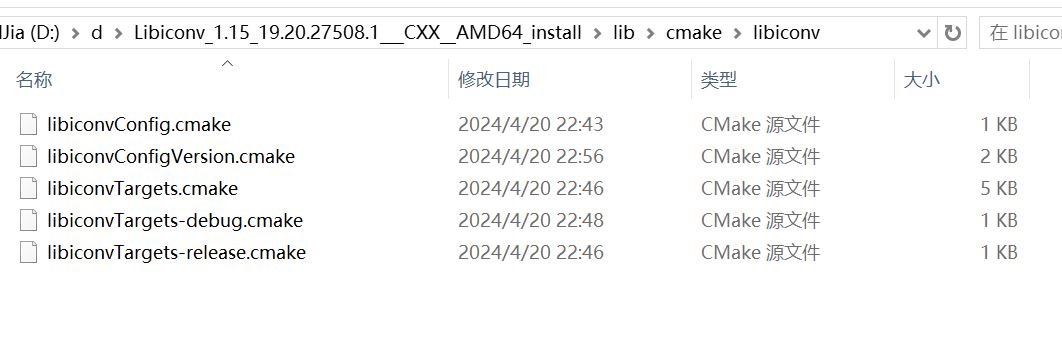 IJia (D:) > d > Libiconv_1.15_19.20.27508.1___CXX__AMD64_install > lib > cmake > libiconv 在 libicon
名称 修改日期 类型 大小
libiconvConfig.cmake 2024/4/20 22:43 CMake 源文件 1 KB
libiconvConfigVersion.cmake 2024/4/20 22:56 CMake 源文件 2 KB
libiconvTargets.cmake 2024/4/20 22:46 CMake 源文件 5 KB
libiconvTargets-debug.cmake 2024/4/20 22:48 CMake 源文件 1 KB
libiconvTargets-release.cmake 2024/4/20 22:46 CMake 源文件 1 KB